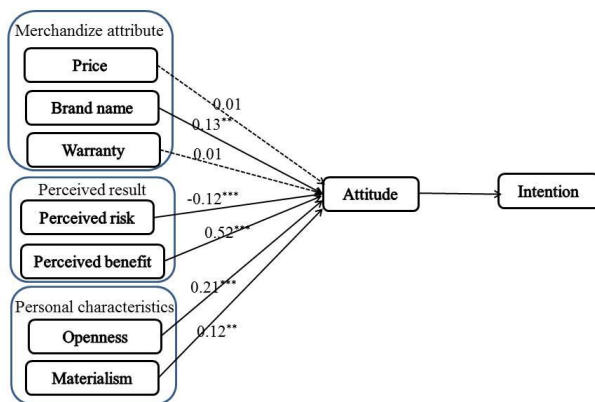 Merchandize attribute
Price
Brand name
Warranty
0.01
0.13**
0.01
Perceived result
Perceived risk
Perceived benefit
-0.12***
0.52***
Personal characteristics
Openness
Materialism
0.21***
0.12**
Attitude
Intention